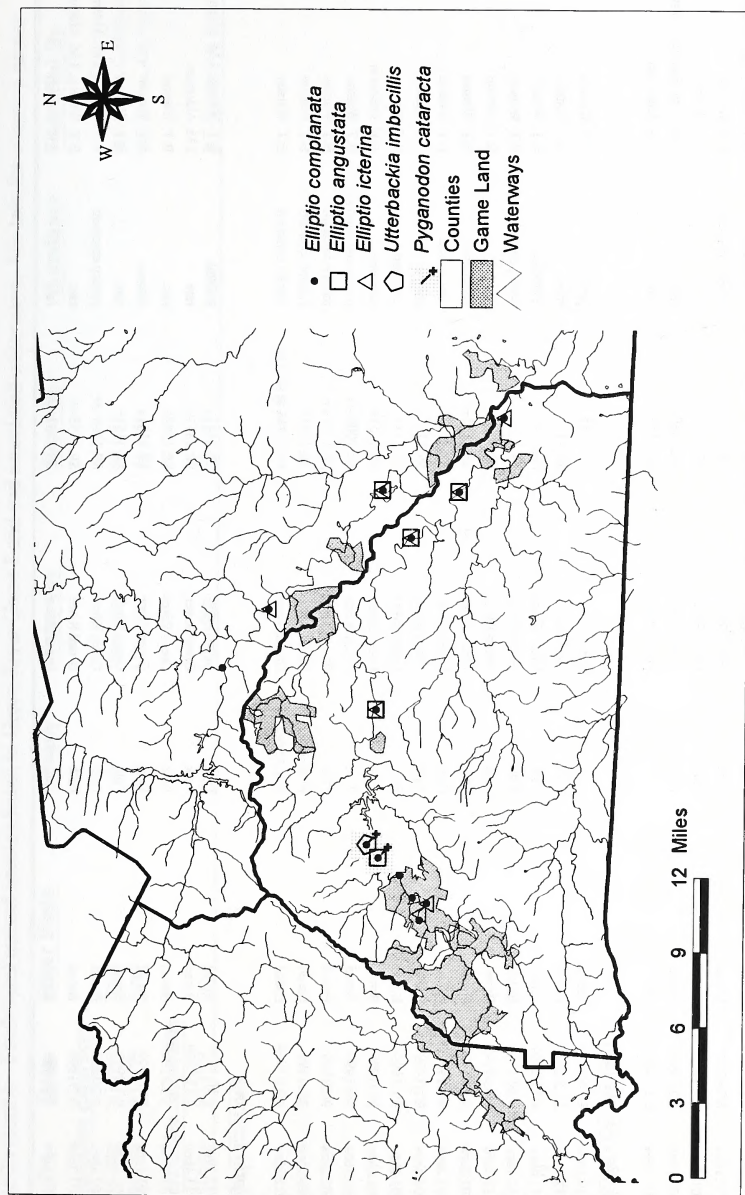 N
W E
S
Elliptio complanata
Elliptio angustata
Elliptio icterina
Utterbackia imbecillis
Pyganodon cataracta
Counties
Game Land
Waterways
0 3 6 9 12 Miles